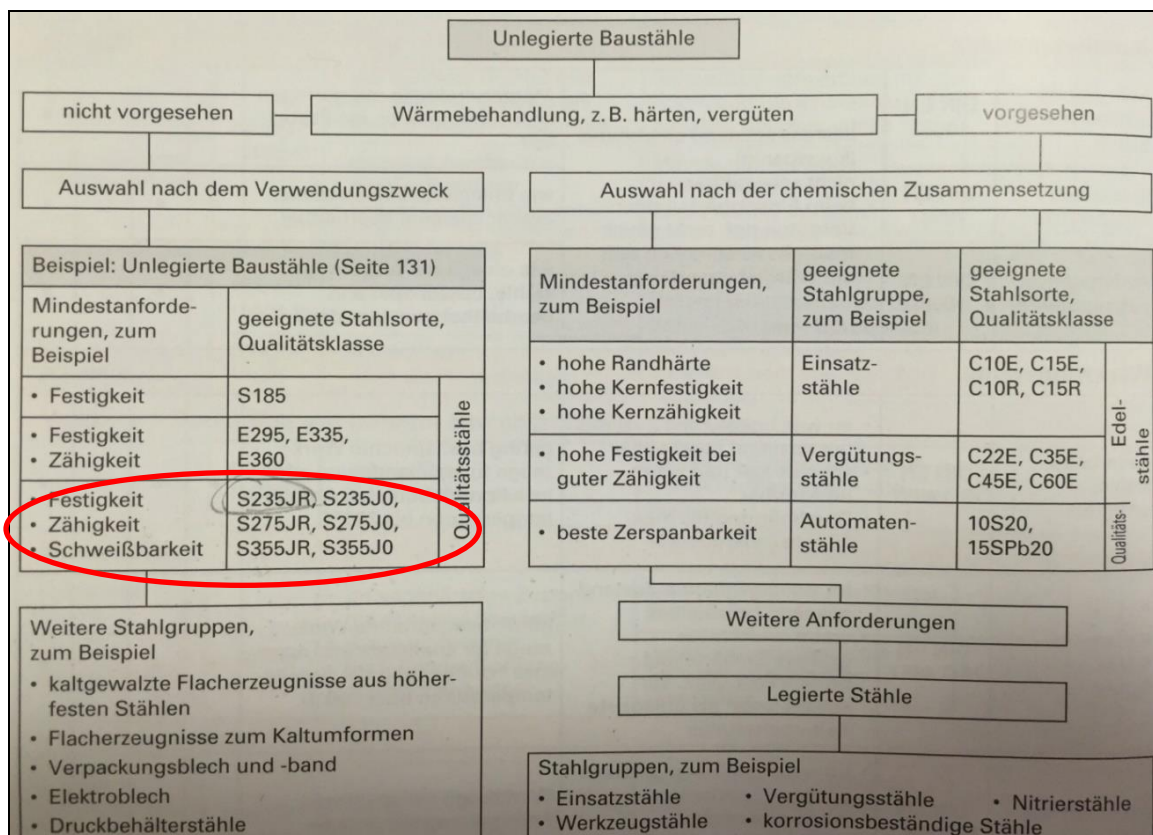 Unlegierte Baustähle
nicht vorgesehen
Wärmebehandlung, z. B. härten, vergüten
vorgesehen
Auswahl nach dem Verwendungszweck
Auswahl nach der chemischen Zusammensetzung
Beispiel: Unlegierte Baustähle (Seite 131)
Mindestanforde-
rungen, zum
Beispiel
geeignete Stahlsorte,
Qualitätsklasse
• Festigkeit
S185
• Festigkeit
• Zähigkeit
E295, E335,
E360
• Festigkeit
• Zähigkeit
• Schweißbarkeit
S235JR, S235J0,
S275JR, S275J0,
S355JR, S355J0
Qualitätsstähle
Mindestanforderungen,
zum Beispiel
geeignete
Stahlgruppe,
zum Beispiel
geeignete
Stahlsorte,
Qualitätsklasse
• hohe Randhärte
• hohe Kernfestigkeit
• hohe Kernzähigkeit
Einsatz-
stähle
C10E, C15E,
C10R, C15R
• hohe Festigkeit bei
guter Zähigkeit
Vergütungs-
stähle
C22E, C35E,
C45E, C60E
Edel-
stähle
• beste Zerspanbarkeit
Automaten-
stähle
10S20,
15SPb20
Qualitäts-
Weitere Stahlgruppen,
zum Beispiel
• kaltgewalzte Flacherzeugnisse aus höher-
festen Stählen
• Flacherzeugnisse zum Kaltumformen
• Verpackungsblech und -band
• Elektroblech
• Druckbehälterstähle
Weitere Anforderungen
Legierte Stähle
Stahlgruppen, zum Beispiel
• Einsatzstähle
• Vergütungsstähle
• Nitrierstähle
• Werkzeugstähle
• korrosionsbeständige Stähle